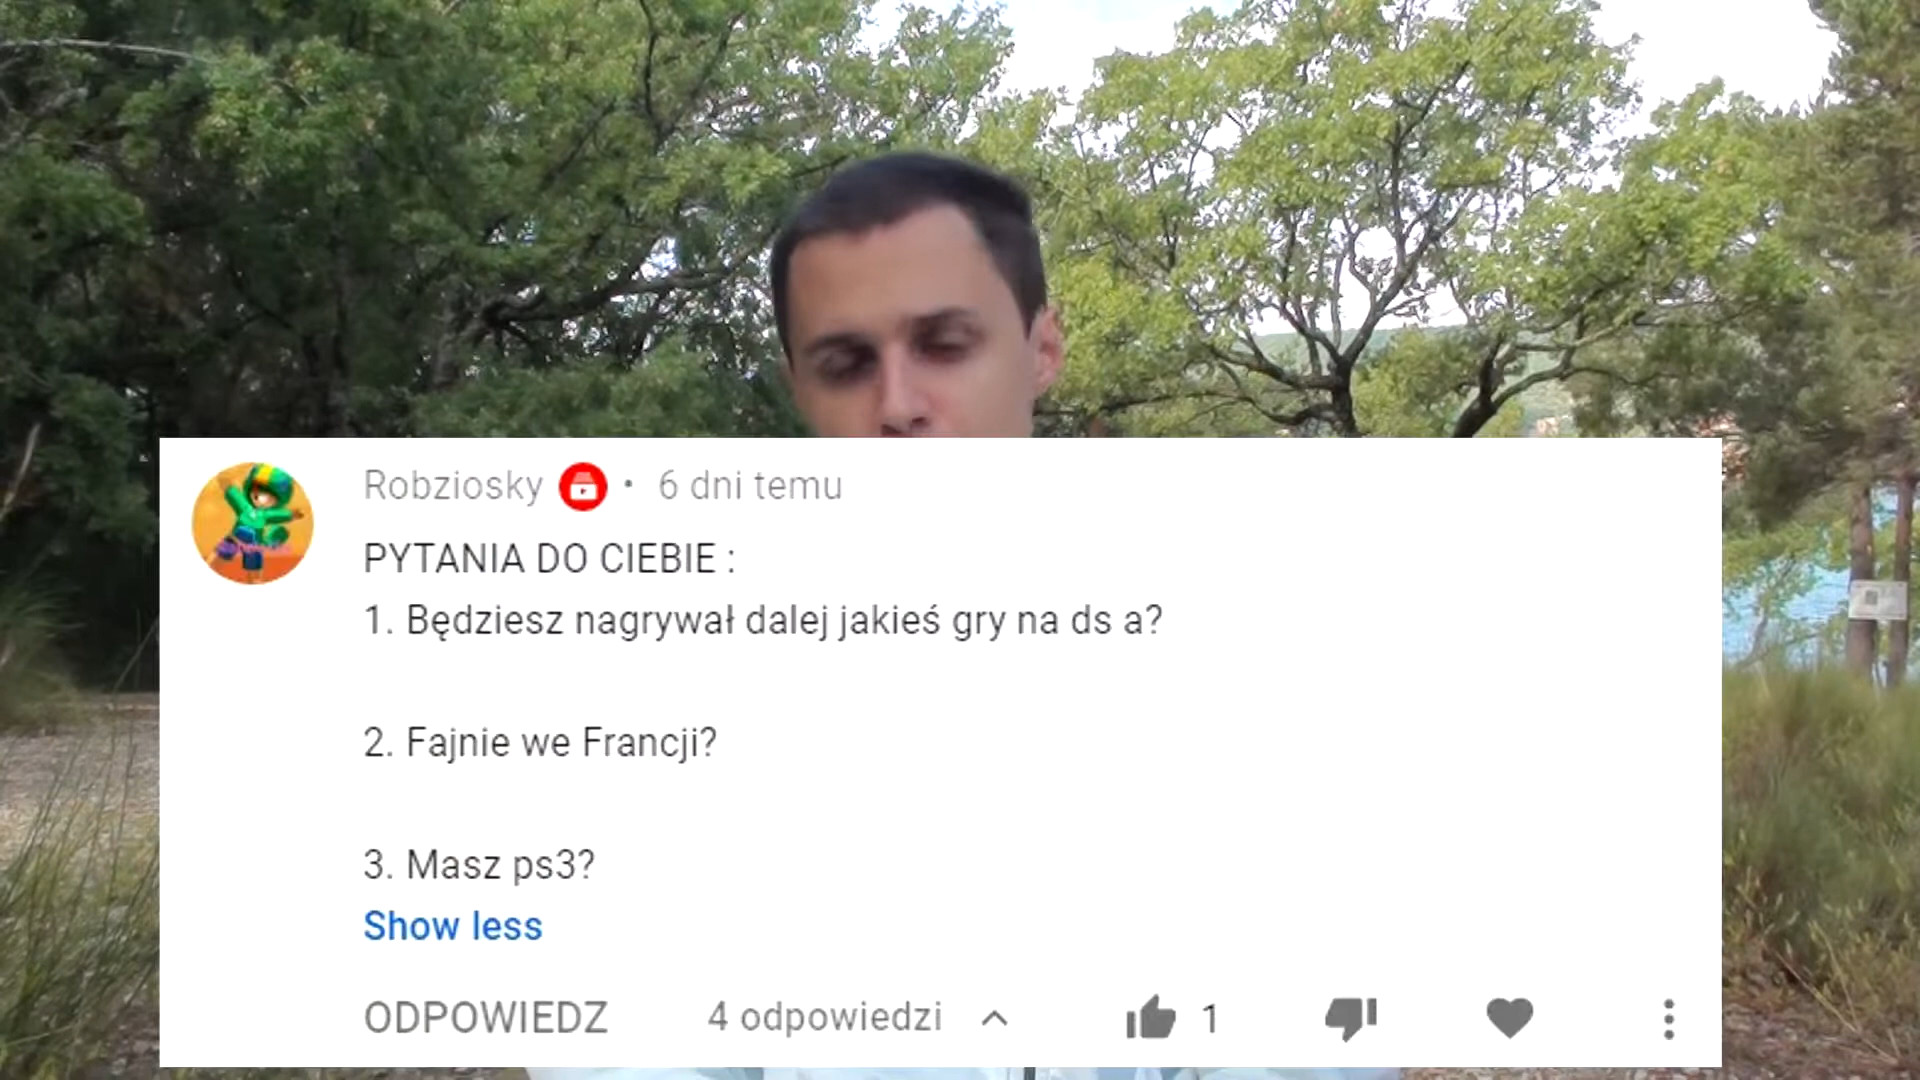 Robziosky • 6 dni temu
PYTANIA DO CIEBIE :
1. Będziesz nagrywał dalej jakieś gry na ds a?
2. Fajnie we Francji?
3. Masz ps3?
Show less
ODPOWIEDZ 4 odpowiedzi 1